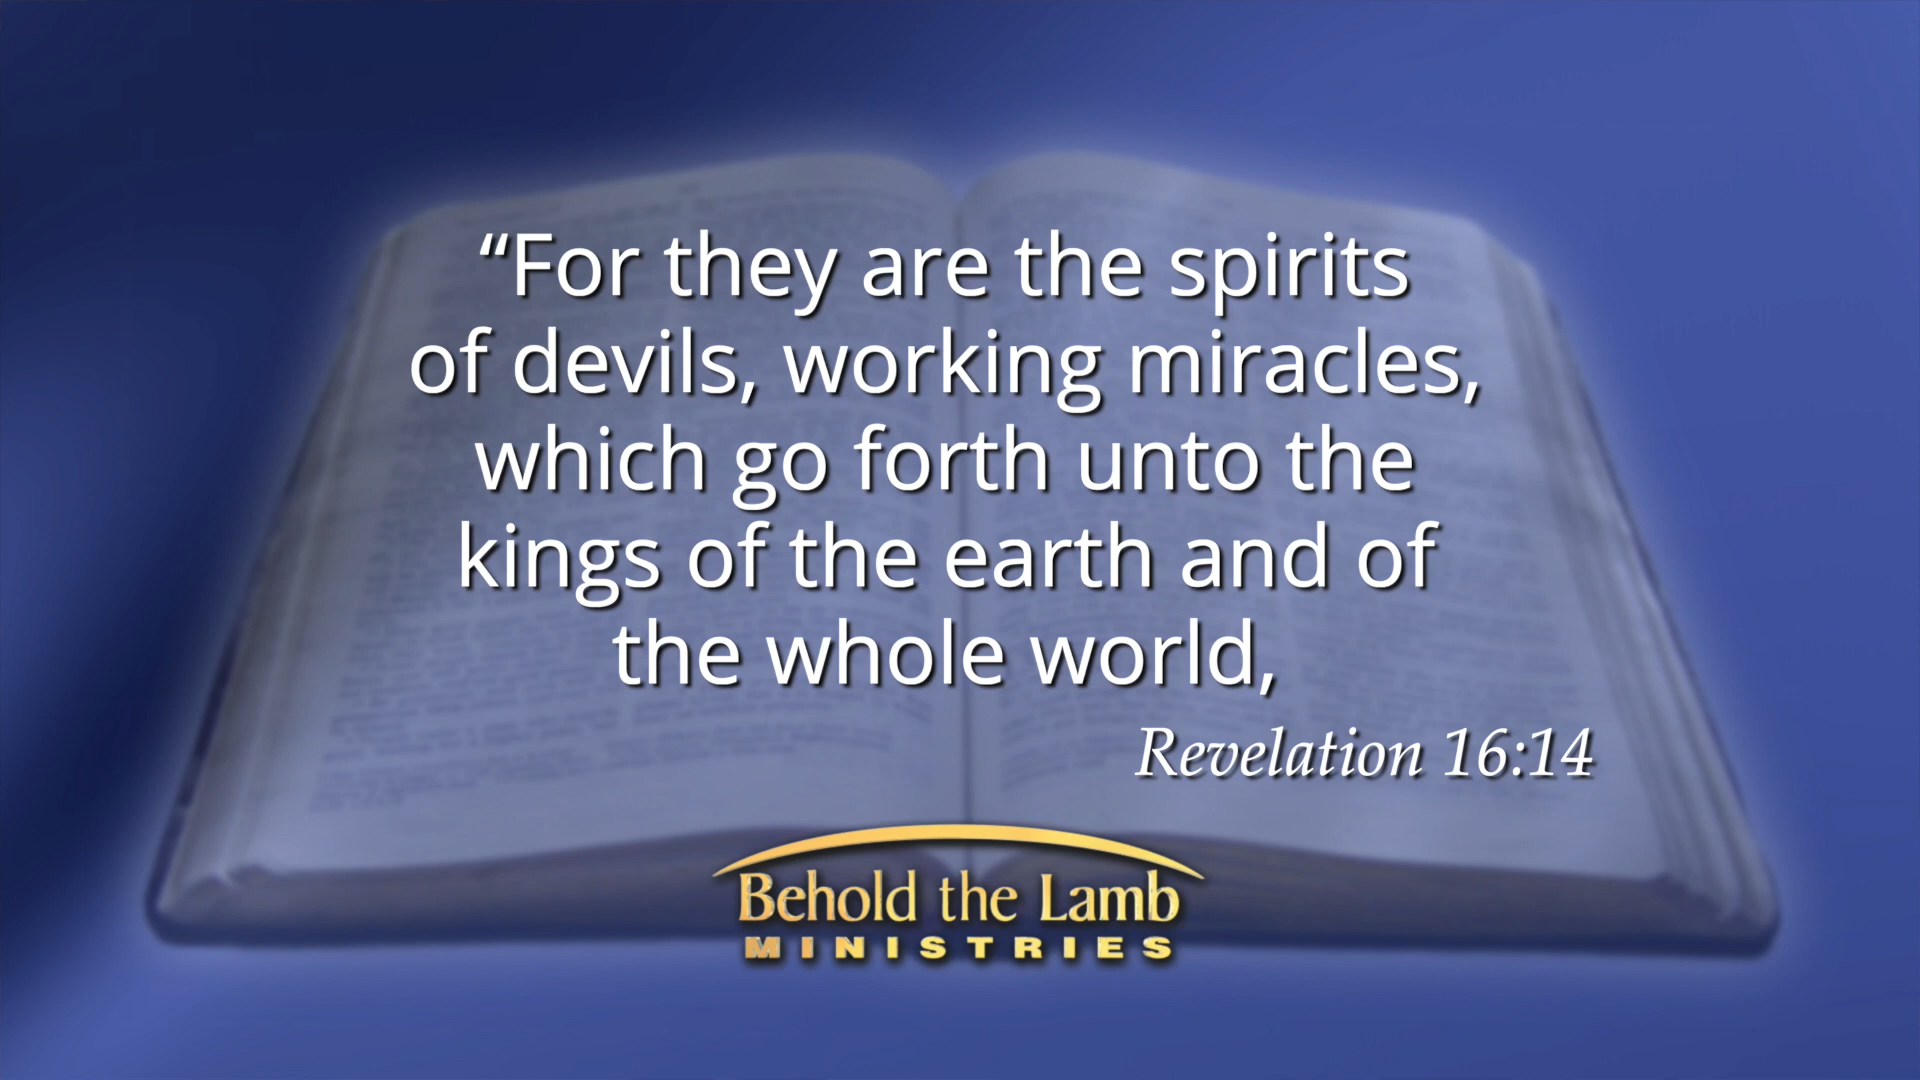 “For they are the spirits
of devils, working miracles,
which go forth unto the
kings of the earth and of
the whole world,
Revelation 16:14
Behold the Lamb
MINISTRIES